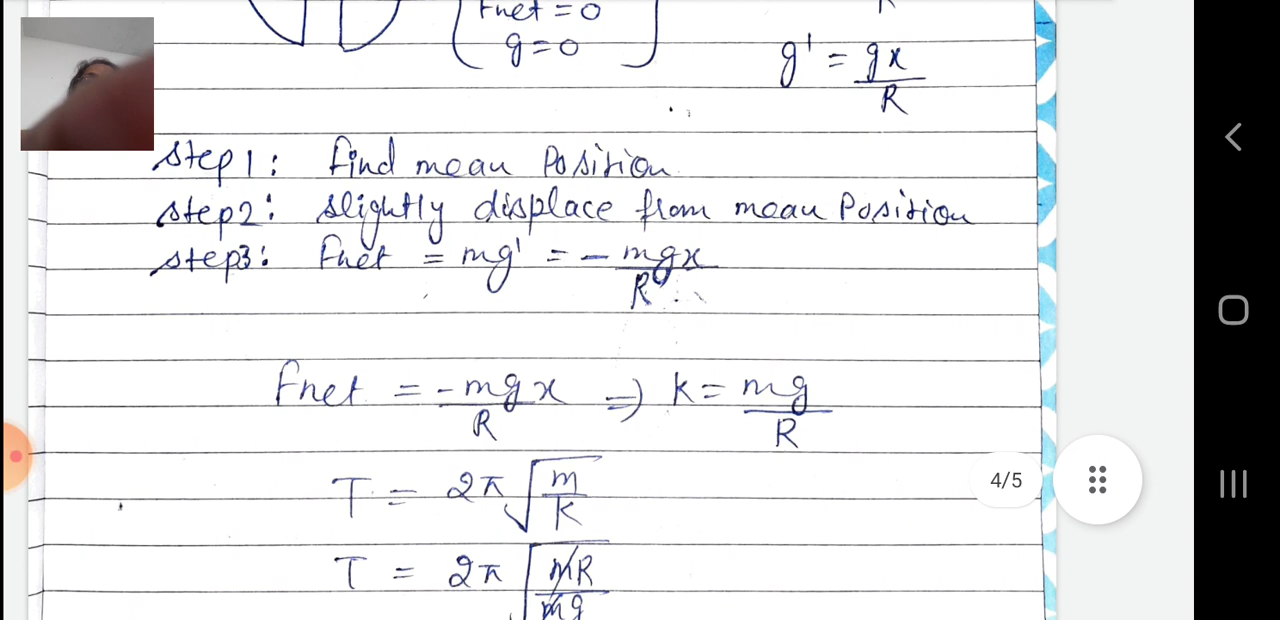 Fnet = 0
g = 0
R
g' = gx/R
Step 1: find mean Position
Step 2: slightly displace from mean Position
Step 3: Fnet = mg' = - mgx/R
Fnet = - mgx/R ⇒ k = mg/R
T = 2π √(m/k)
4/5
T = 2π √(mR/mg)